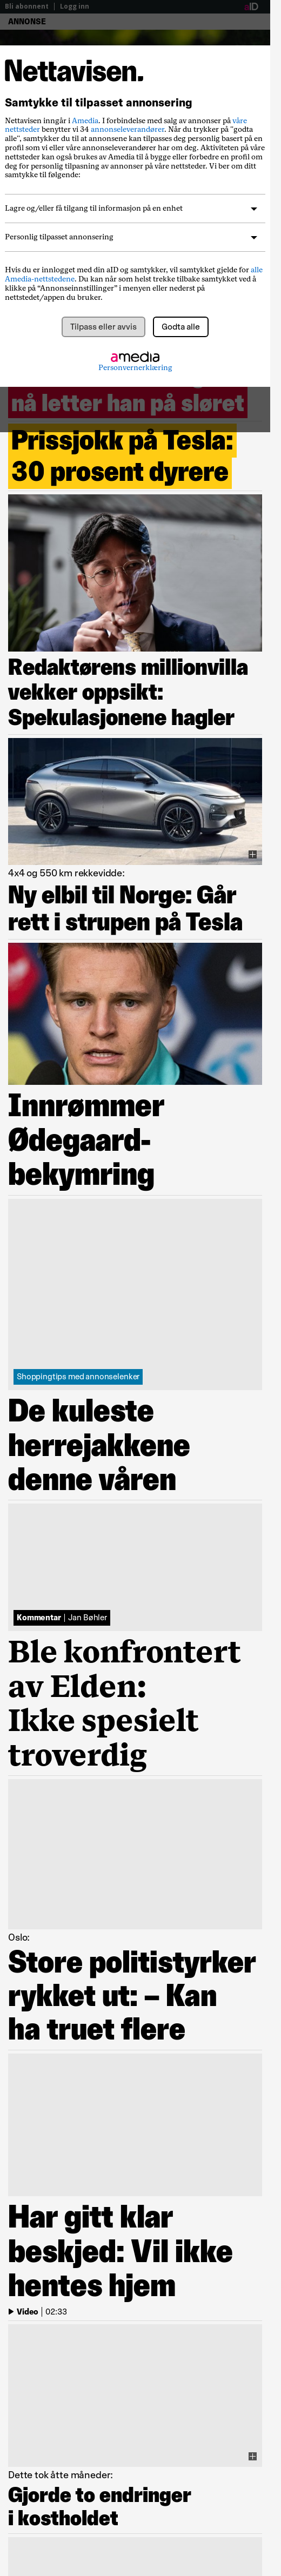 Bli abonnent | Logg inn
aID
ANNONSE
Nettavisen.
Samtykke til tilpasset annonsering
Nettavisen inngår i Amedia. I forbindelse med salg av annonser på våre
nettsteder benytter vi 34 annonseleverandører. Når du trykker på "godta
alle", samtykker du til at annonsene kan tilpasses deg personlig basert på en
profil som vi eller våre annonseleverandører har om deg. Aktiviteten på våre
nettsteder kan også brukes av Amedia til å bygge eller forbedre en profil om
deg for personlig tilpasning av annonser på våre nettsteder. Vi ber om ditt
samtykke til følgende:
Lagre og/eller få tilgang til informasjon på en enhet
Personlig tilpasset annonsering
Hvis du er innlogget med din aID og samtykker, vil samtykket gjelde for alle
Amedia-nettstedene. Du kan når som helst trekke tilbake samtykket ved å
klikke på “Annonseinnstillinger” i menyen eller nederst på
nettstedet/appen du bruker.
Tilpass eller avvis
Godta alle
amedia
Personvernerklæring
nå letter han på sløret
Prissjokk på Tesla:
30 prosent dyrere
Redaktørens millionvilla
vekker oppsikt:
Spekulasjonene hagler
4x4 og 550 km rekkevidde:
Ny elbil til Norge: Går
rett i strupen på Tesla
Innrømmer
Ødegaard-
bekymring
Shoppingtips med annonselenker
De kuleste
herrejakkene
denne våren
Kommentar | Jan Bøhler
Ble konfrontert
av Elden:
Ikke spesielt
troverdig
Oslo:
Store politistyrker
rykket ut: – Kan
ha truet flere
Har gitt klar
beskjed: Vil ikke
hentes hjem
Video | 02:33
Dette tok åtte måneder:
Gjorde to endringer
i kostholdet